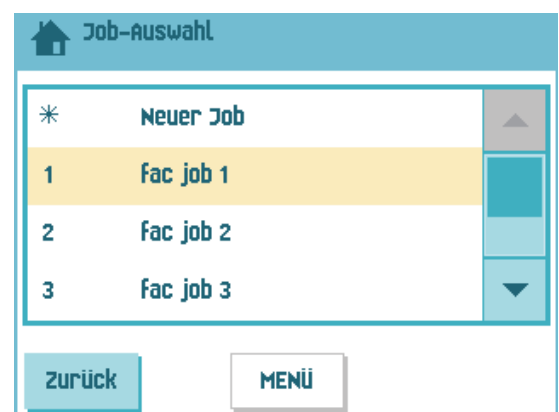 Job-Auswahl
* Neuer Job
1 fac job 1
2 fac job 2
3 fac job 3
Zurück MENÜ